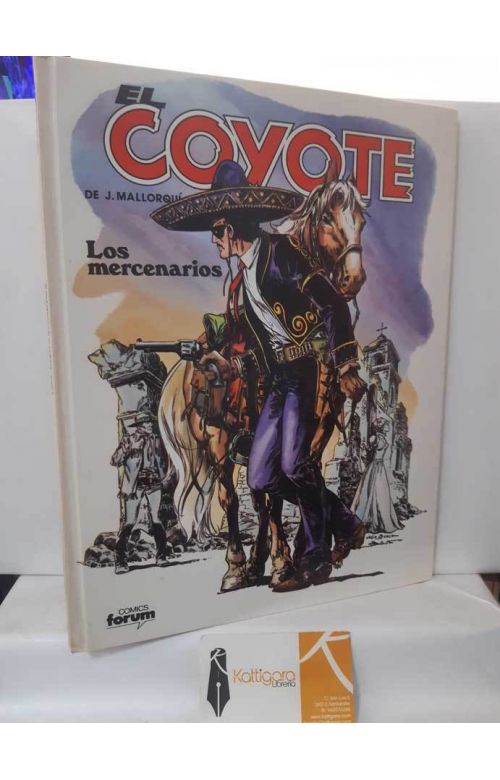 EL
COYOTE
DE J. MALLORQUÍ
Los
mercenarios
COMICS
forum
Kattigara
Librería